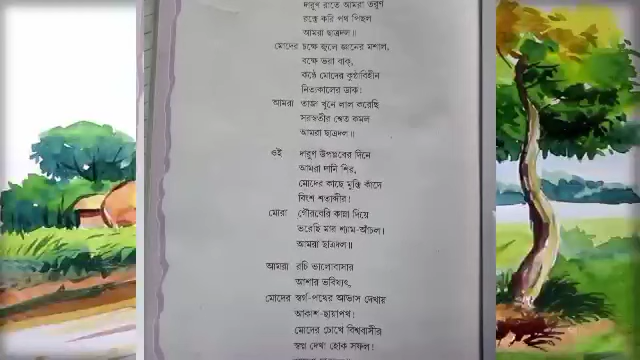 দারুণ রাতে আমরা তরুণ
রক্তে করি পথ পিছল
আমরা ছাত্রদল॥
মোদের চক্ষে জ্বলে জ্ঞানের মশাল,
বক্ষে ভরা বাক্,
কণ্ঠে মোদের কুণ্ঠাবিহীন
নিত্যকালের ডাক।
আমরা তাজা খুনে লাল করেছি
সরস্বতীর শ্বেত কমল
আমরা ছাত্রদল॥
ওই দারুণ উপপ্লবের দিনে
আমরা দানি শির,
মোদের কাছে মুক্তি কাঁদে
বিংশ শতাব্দীর!
মোরা গৌরবেরি কান্না দিয়ে
ভরেছি মার শ্যাম-আঁচল।
আমরা ছাত্রদল॥
আমরা রচি ভালোবাসার
আশার ভবিষ্যৎ,
মোদের স্বর্গ-পথের আভাস দেখায়
আকাশ-ছায়াপথ!
মোদের চোখে বিশ্ববাসীর
স্বপ্ন দেখা হোক সফল!